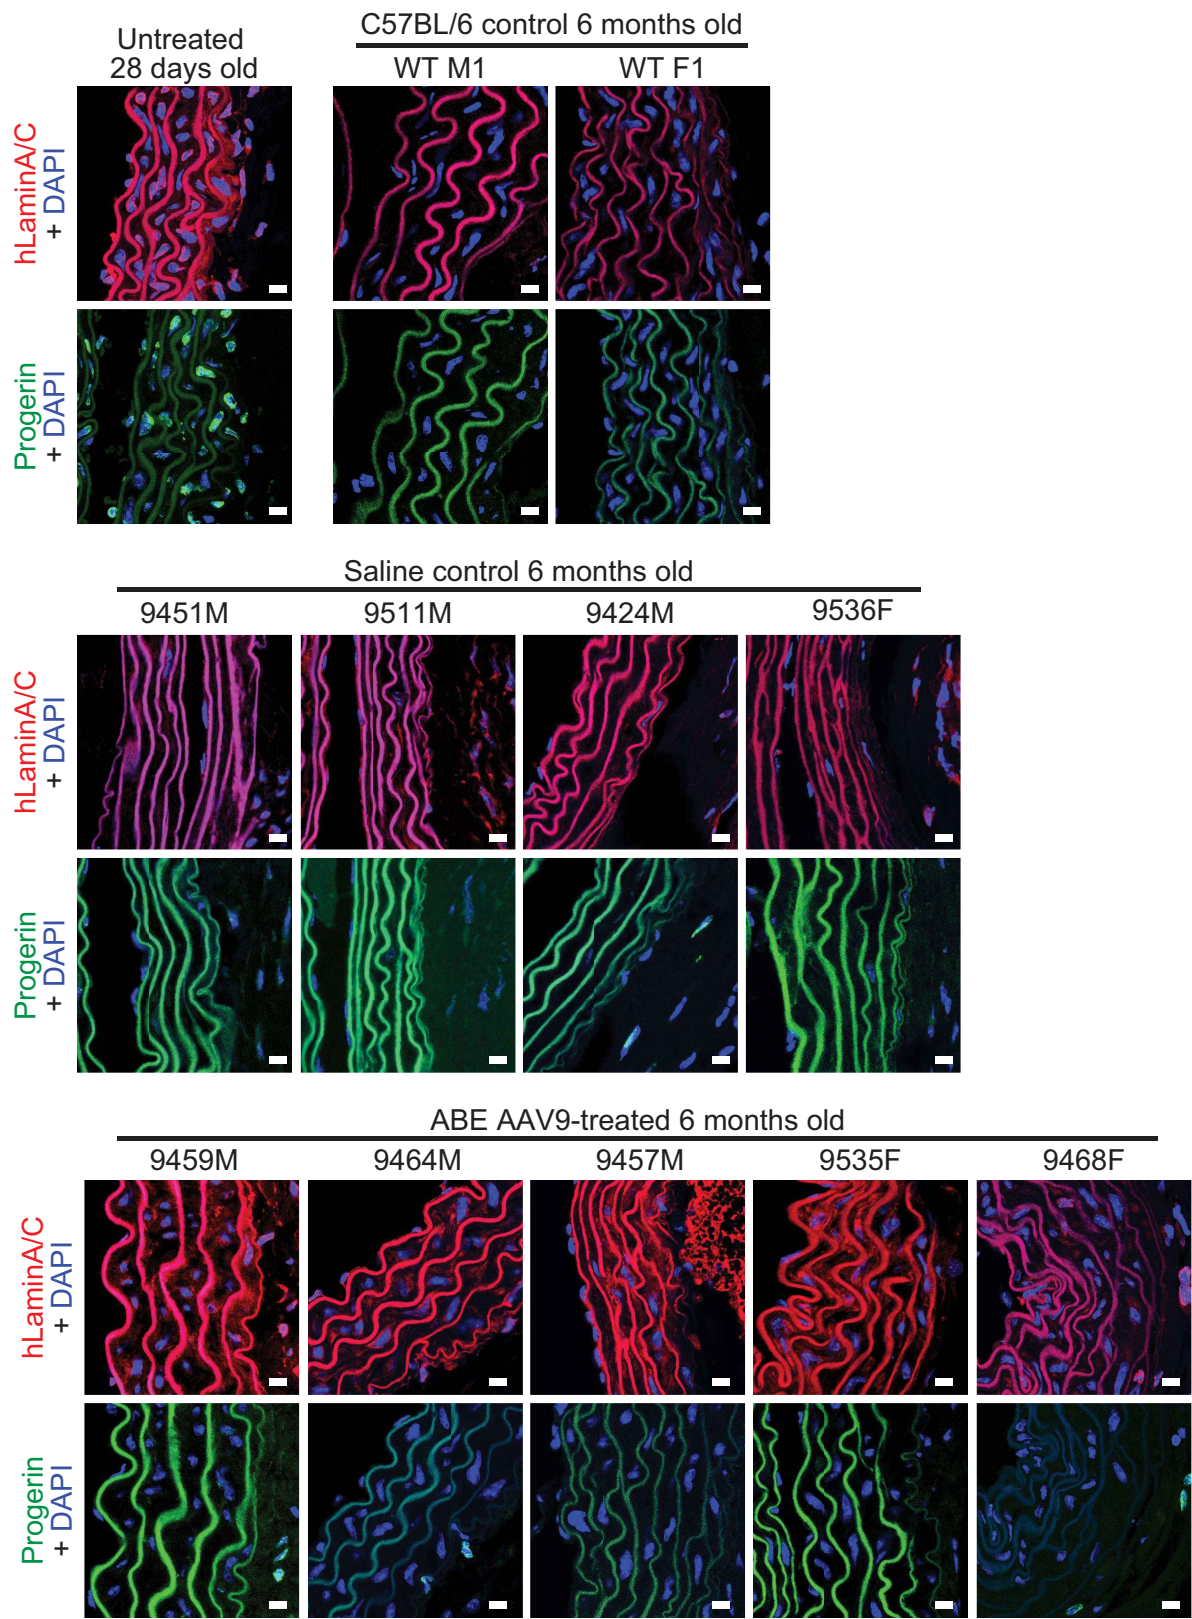 Untreated
28 days old
C57BL/6 control 6 months old
WT M1
WT F1
hLaminA/C
+ DAPI
Progerin
+ DAPI
Saline control 6 months old
9451M
9511M
9424M
9536F
hLaminA/C
+ DAPI
Progerin
+ DAPI
ABE AAV9-treated 6 months old
9459M
9464M
9457M
9535F
9468F
hLaminA/C
+ DAPI
Progerin
+ DAPI